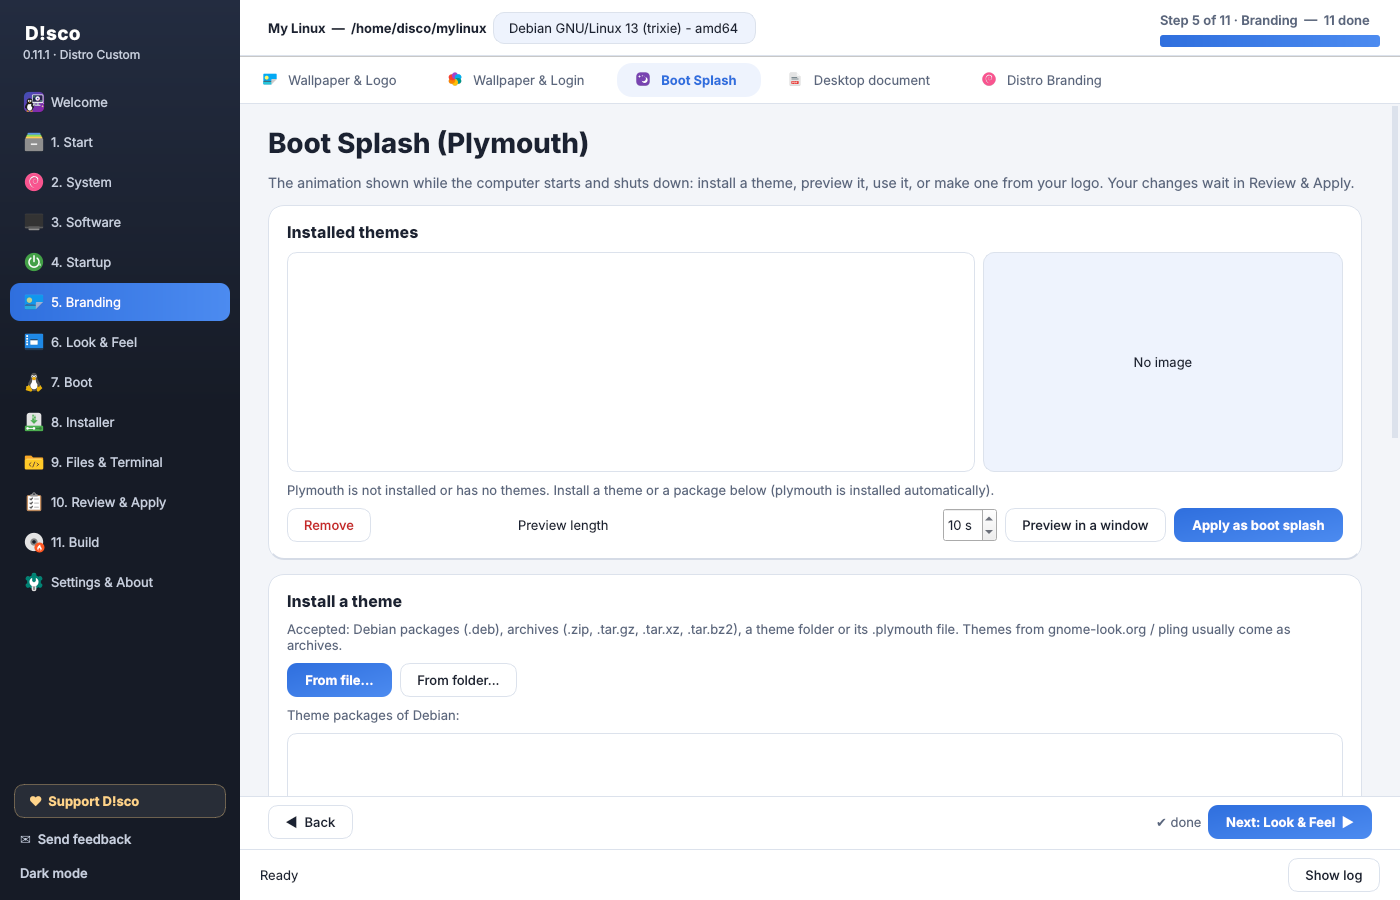 D!sco
0.11.1 · Distro Custom
Welcome
1. Start
2. System
3. Software
4. Startup
5. Branding
6. Look & Feel
7. Boot
8. Installer
9. Files & Terminal
10. Review & Apply
11. Build
Settings & About
♥ Support D!sco
✉ Send feedback
Dark mode
My Linux — /home/disco/mylinux
Debian GNU/Linux 13 (trixie) - amd64
Step 5 of 11 · Branding — 11 done
Wallpaper & Logo
Wallpaper & Login
Boot Splash
Desktop document
Distro Branding
Boot Splash (Plymouth)
The animation shown while the computer starts and shuts down: install a theme, preview it, use it, or make one from your logo. Your changes wait in Review & Apply.
Installed themes
No image
Plymouth is not installed or has no themes. Install a theme or a package below (plymouth is installed automatically).
Remove
Preview length
10 s
Preview in a window
Apply as boot splash
Install a theme
Accepted: Debian packages (.deb), archives (.zip, .tar.gz, .tar.xz, .tar.bz2), a theme folder or its .plymouth file. Themes from gnome-look.org / pling usually come as
archives.
From file...
From folder...
Theme packages of Debian:
◀ Back
✔ done
Next: Look & Feel ▶
Ready
Show log